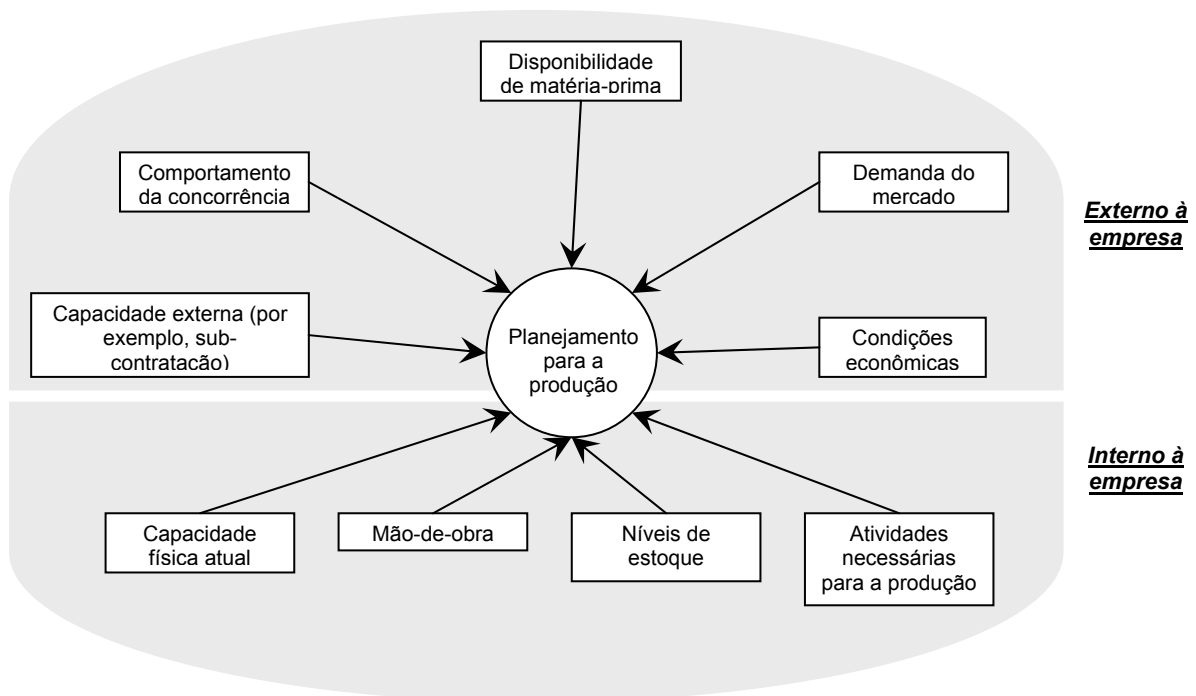 Disponibilidade
de matéria-prima
Comportamento
da concorrência
Demanda do
mercado
Externo à
empresa
Capacidade externa (por
exemplo, sub-
contratação)
Planejamento
para a
produção
Condições
econômicas
Interno à
empresa
Capacidade
física atual
Mão-de-obra
Níveis de
estoque
Atividades
necessárias
para a produção